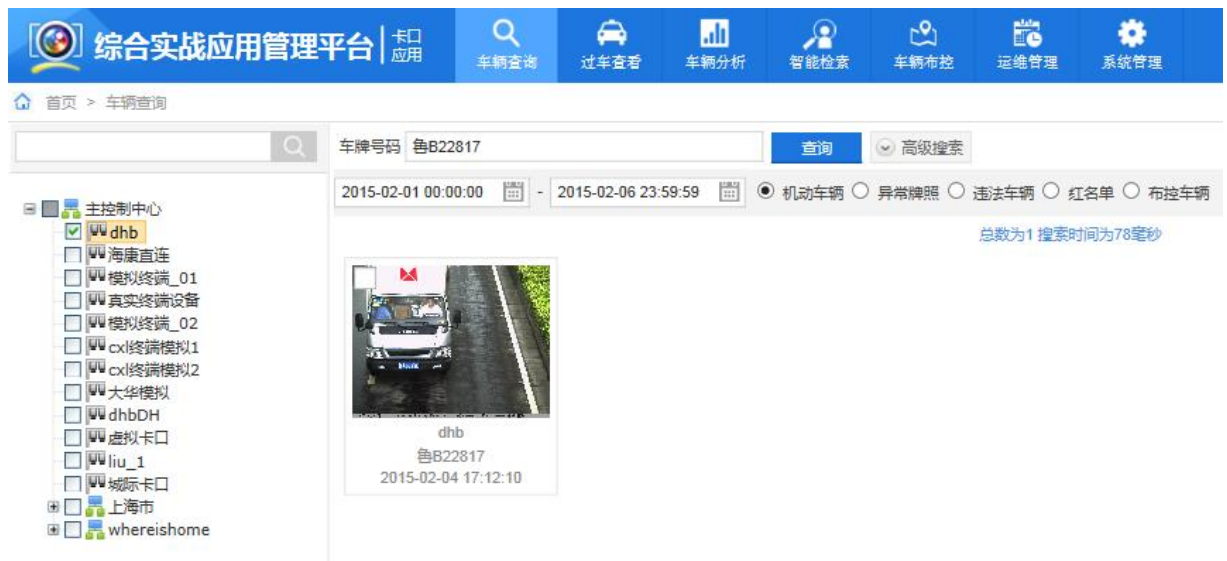 综合实战应用管理平台
卡口
应用
车辆查询
过车查看
车辆分析
智能检索
车辆布控
运维管理
系统管理
首页 > 车辆查询
车牌号码 鲁B22817 查询 高级搜索
2015-02-01 00:00:00 - 2015-02-06 23:59:59 机动车辆 异常牌照 违法车辆 红名单 布控车辆
总数为1 搜索时间为78毫秒
主控制中心
dhb
海康直连
模拟终端_01
真实终端设备
模拟终端_02
cxl终端模拟1
cxl终端模拟2
大华模拟
dhbDH
虚拟卡口
liu_1
城际卡口
上海市
whereishome
dhb
鲁B22817
2015-02-04 17:12:10